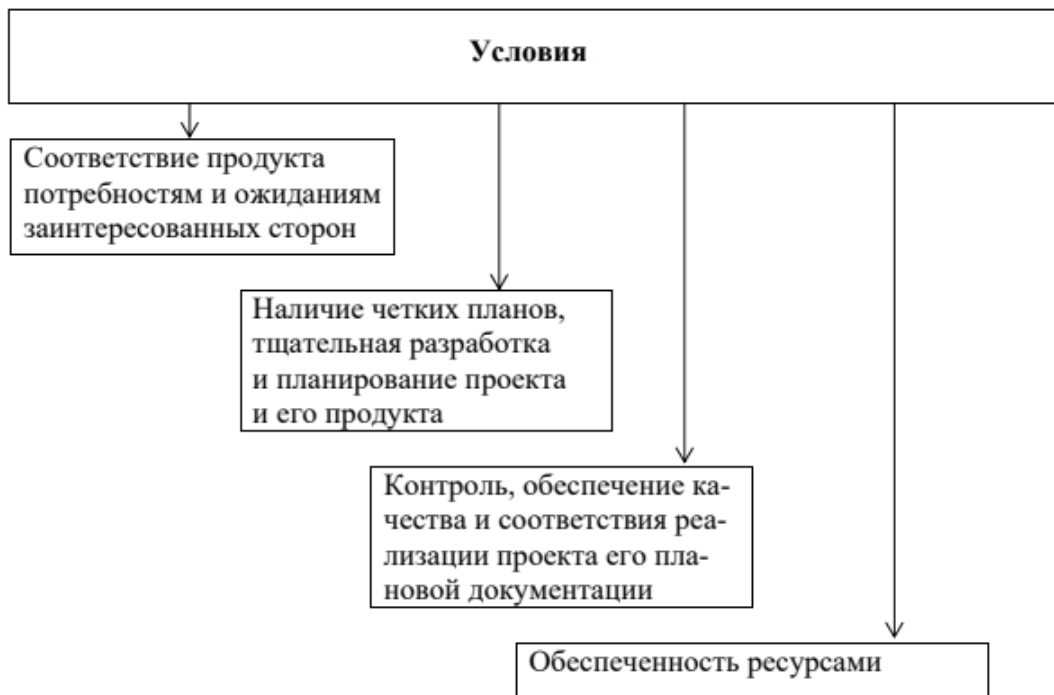 Условия
Соответствие продукта
потребностям и ожиданиям
заинтересованных сторон
Наличие четких планов,
тщательная разработка
и планирование проекта
и его продукта
Контроль, обеспечение ка-
чества и соответствия реа-
лизации проекта его пла-
новой документации
Обеспеченность ресурсами